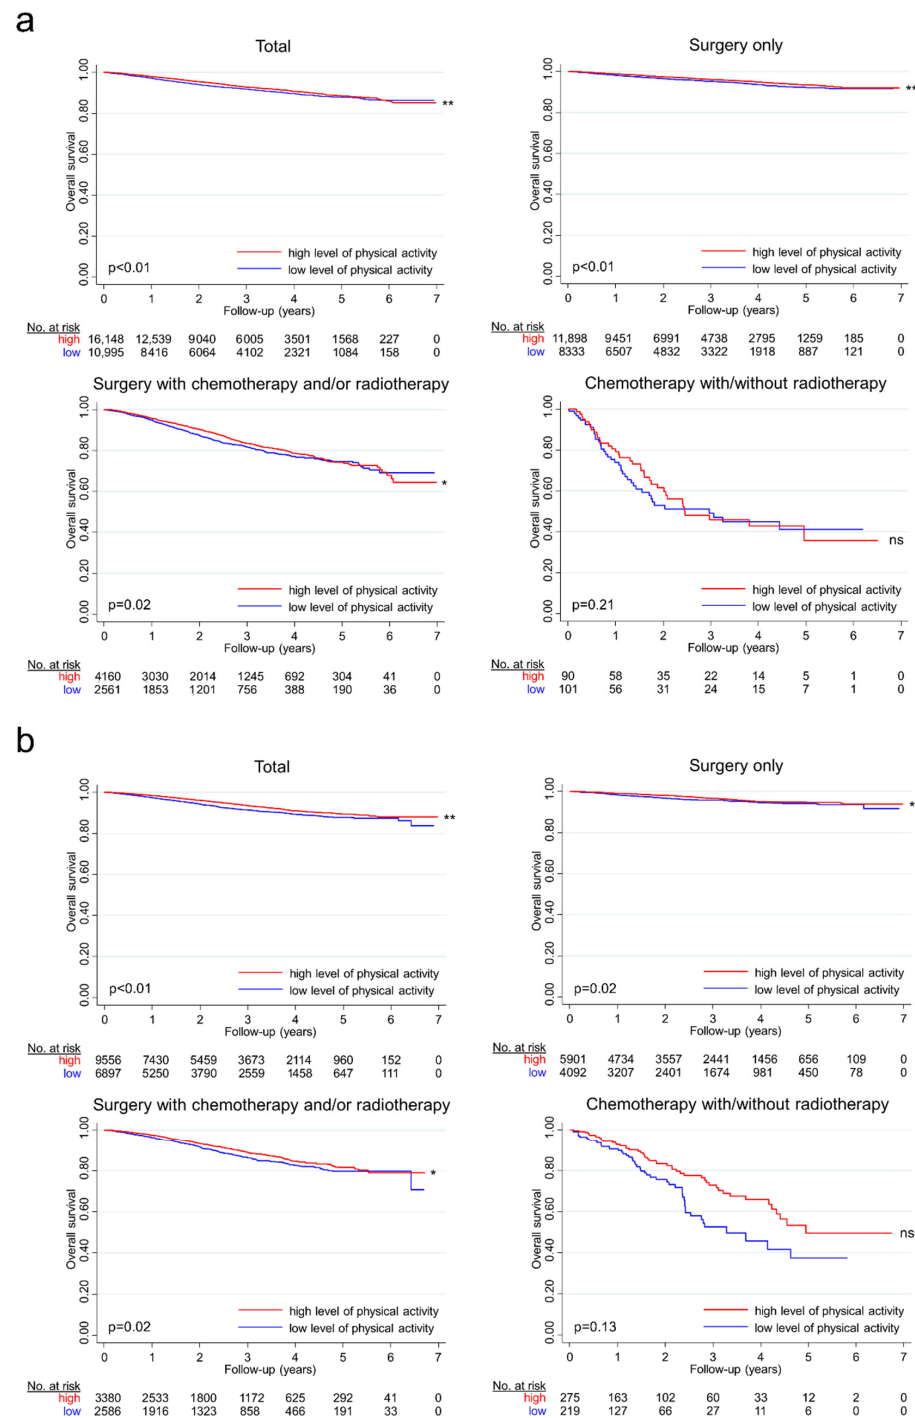 a
Total
Overall survival
1.00
0.80
0.60
0.40
0.20
0.00
**
high level of physical activity
low level of physical activity
p<0.01
0 1 2 3 4 5 6 7
Follow-up (years)
No. at risk
high 16,148 12,539 9040 6005 3501 1568 227 0
low 10,995 8416 6064 4102 2321 1084 158 0
Surgery only
Overall survival
1.00
0.80
0.60
0.40
0.20
0.00
**
high level of physical activity
low level of physical activity
p<0.01
0 1 2 3 4 5 6 7
Follow-up (years)
No. at risk
high 11,898 9451 6991 4738 2795 1259 185 0
low 8333 6507 4832 3322 1918 887 121 0
Surgery with chemotherapy and/or radiotherapy
Overall survival
1.00
0.80
0.60
0.40
0.20
0.00
*
high level of physical activity
low level of physical activity
p=0.02
0 1 2 3 4 5 6 7
Follow-up (years)
No. at risk
high 4160 3030 2014 1245 692 304 41 0
low 2561 1853 1201 756 388 190 36 0
Chemotherapy with/without radiotherapy
Overall survival
1.00
0.80
0.60
0.40
0.20
0.00
ns
high level of physical activity
low level of physical activity
p=0.21
0 1 2 3 4 5 6 7
Follow-up (years)
No. at risk
high 90 58 35 22 14 5 1 0
low 101 56 31 24 15 7 1 0
b
Total
Overall survival
1.00
0.80
0.60
0.40
0.20
0.00
**
high level of physical activity
low level of physical activity
p<0.01
0 1 2 3 4 5 6 7
Follow-up (years)
No. at risk
high 9556 7430 5459 3673 2114 960 152 0
low 6897 5250 3790 2559 1458 647 111 0
Surgery only
Overall survival
1.00
0.80
0.60
0.40
0.20
0.00
*
high level of physical activity
low level of physical activity
p=0.02
0 1 2 3 4 5 6 7
Follow-up (years)
No. at risk
high 5901 4734 3557 2441 1456 656 109 0
low 4092 3207 2401 1674 981 450 78 0
Surgery with chemotherapy and/or radiotherapy
Overall survival
1.00
0.80
0.60
0.40
0.20
0.00
*
high level of physical activity
low level of physical activity
p=0.02
0 1 2 3 4 5 6 7
Follow-up (years)
No. at risk
high 3380 2533 1800 1172 625 292 41 0
low 2586 1916 1323 858 466 191 33 0
Chemotherapy with/without radiotherapy
Overall survival
1.00
0.80
0.60
0.40
0.20
0.00
ns
high level of physical activity
low level of physical activity
p=0.13
0 1 2 3 4 5 6 7
Follow-up (years)
No. at risk
high 275 163 102 60 33 12 2 0
low 219 127 66 27 11 6 0 0